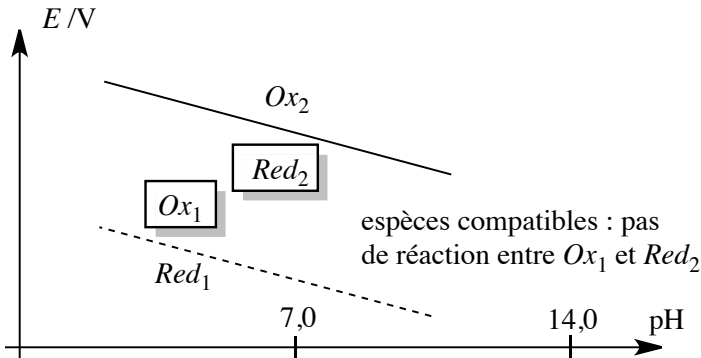 E /V
Ox2
Red2
Ox1
espèces compatibles : pas
de réaction entre Ox1 et Red2
Red1
7,0
14,0
pH